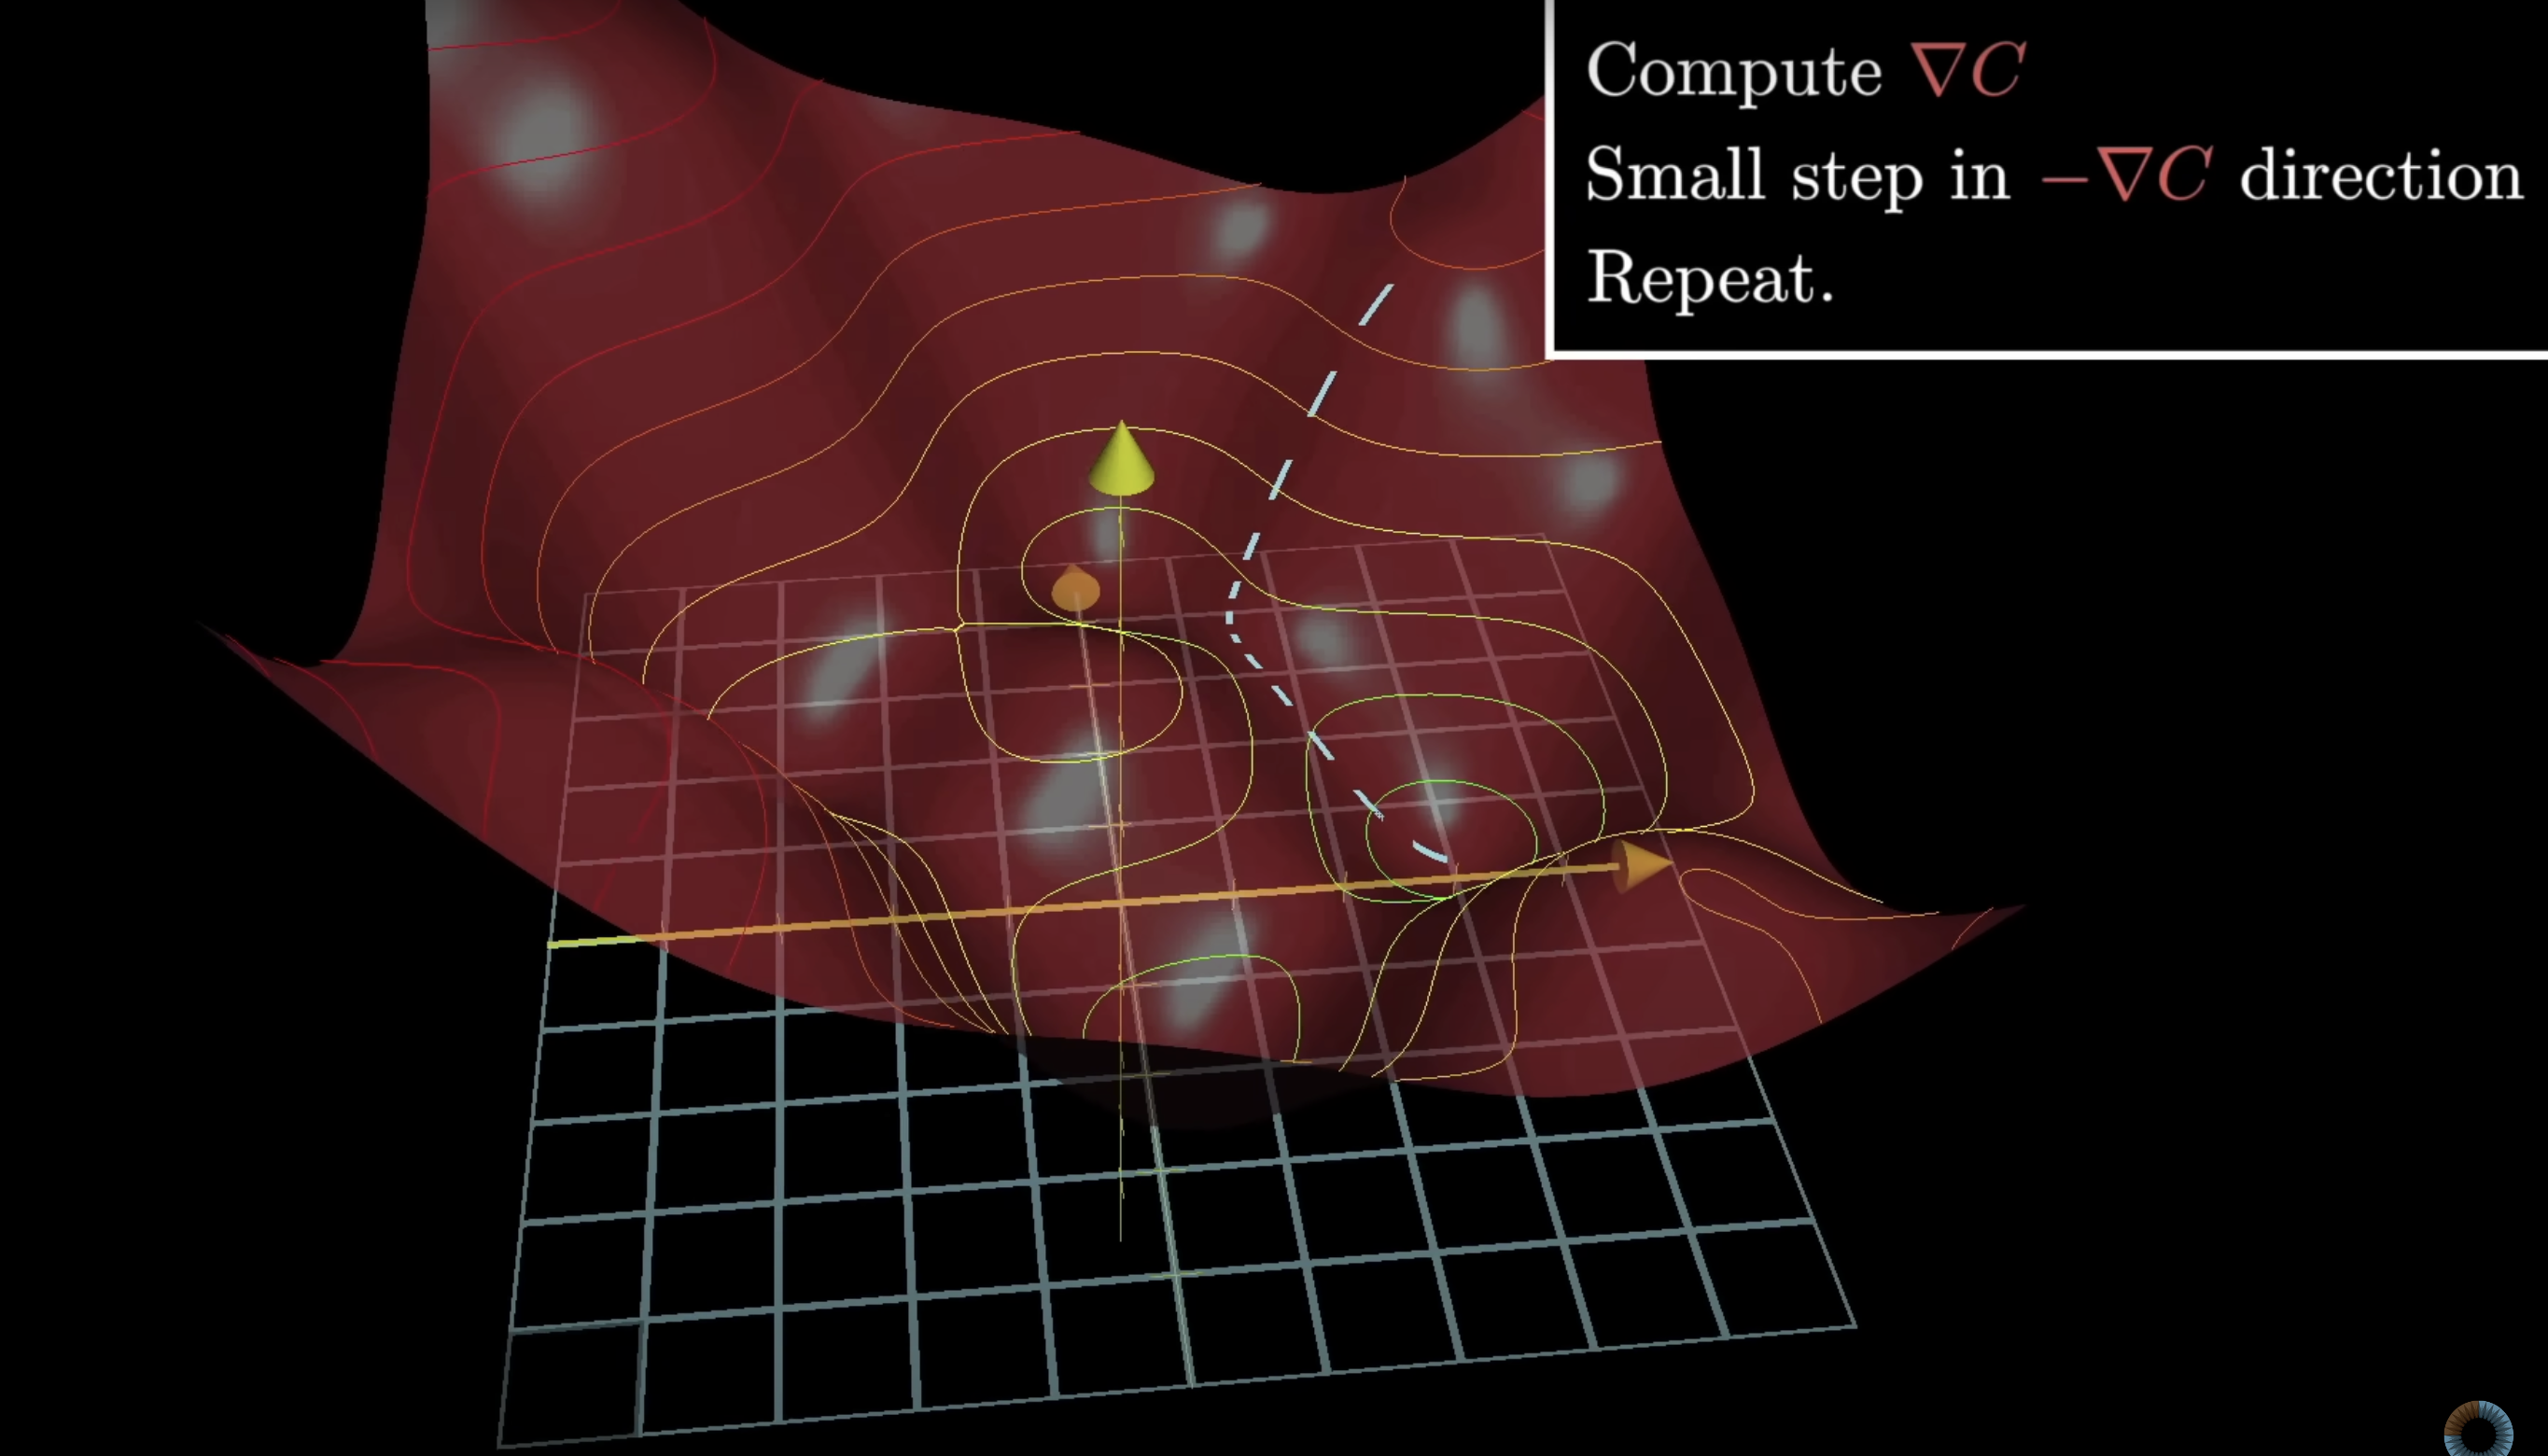 Compute ∇C
Small step in −∇C direction
Repeat.